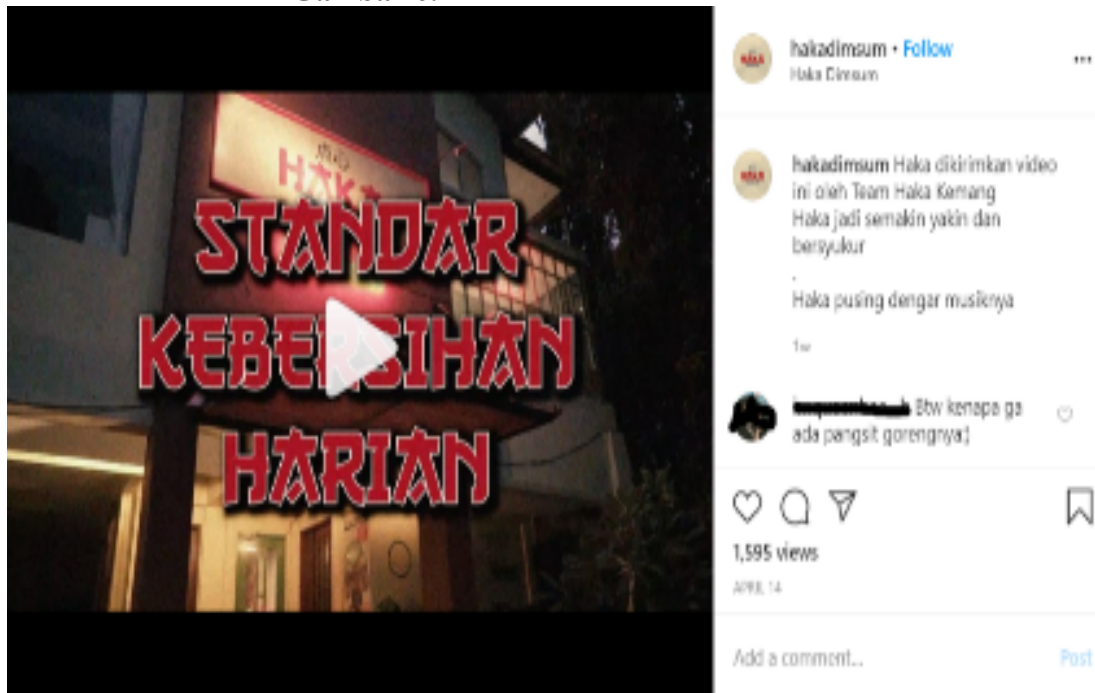 HAKA
STANDAR
KEBERSIHAN
HARIAN
hakadimsum • Follow
Haka Dimsum
hakadimsum Haka dikirimkan video
ini oleh Team Haka Kemang
Haka jadi semakin yakin dan
bersyukur
.
Haka pusing dengar musiknya
1w
Btw kenapa ga
ada pangsit gorengnya:)
1,595 views
APRIL 14
Add a comment...
Post